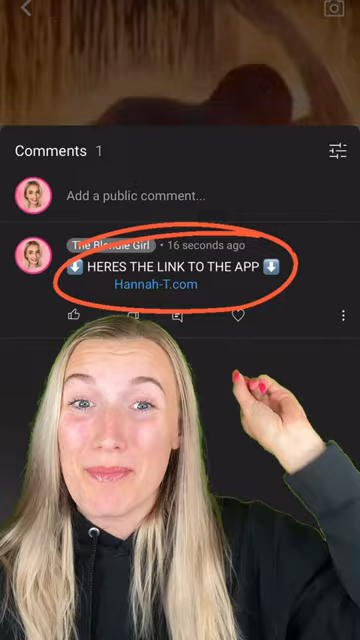 Comments 1
Add a public comment...
The Blondie Girl • 16 seconds ago
⬇️ HERES THE LINK TO THE APP ⬇️
Hannah-T.com